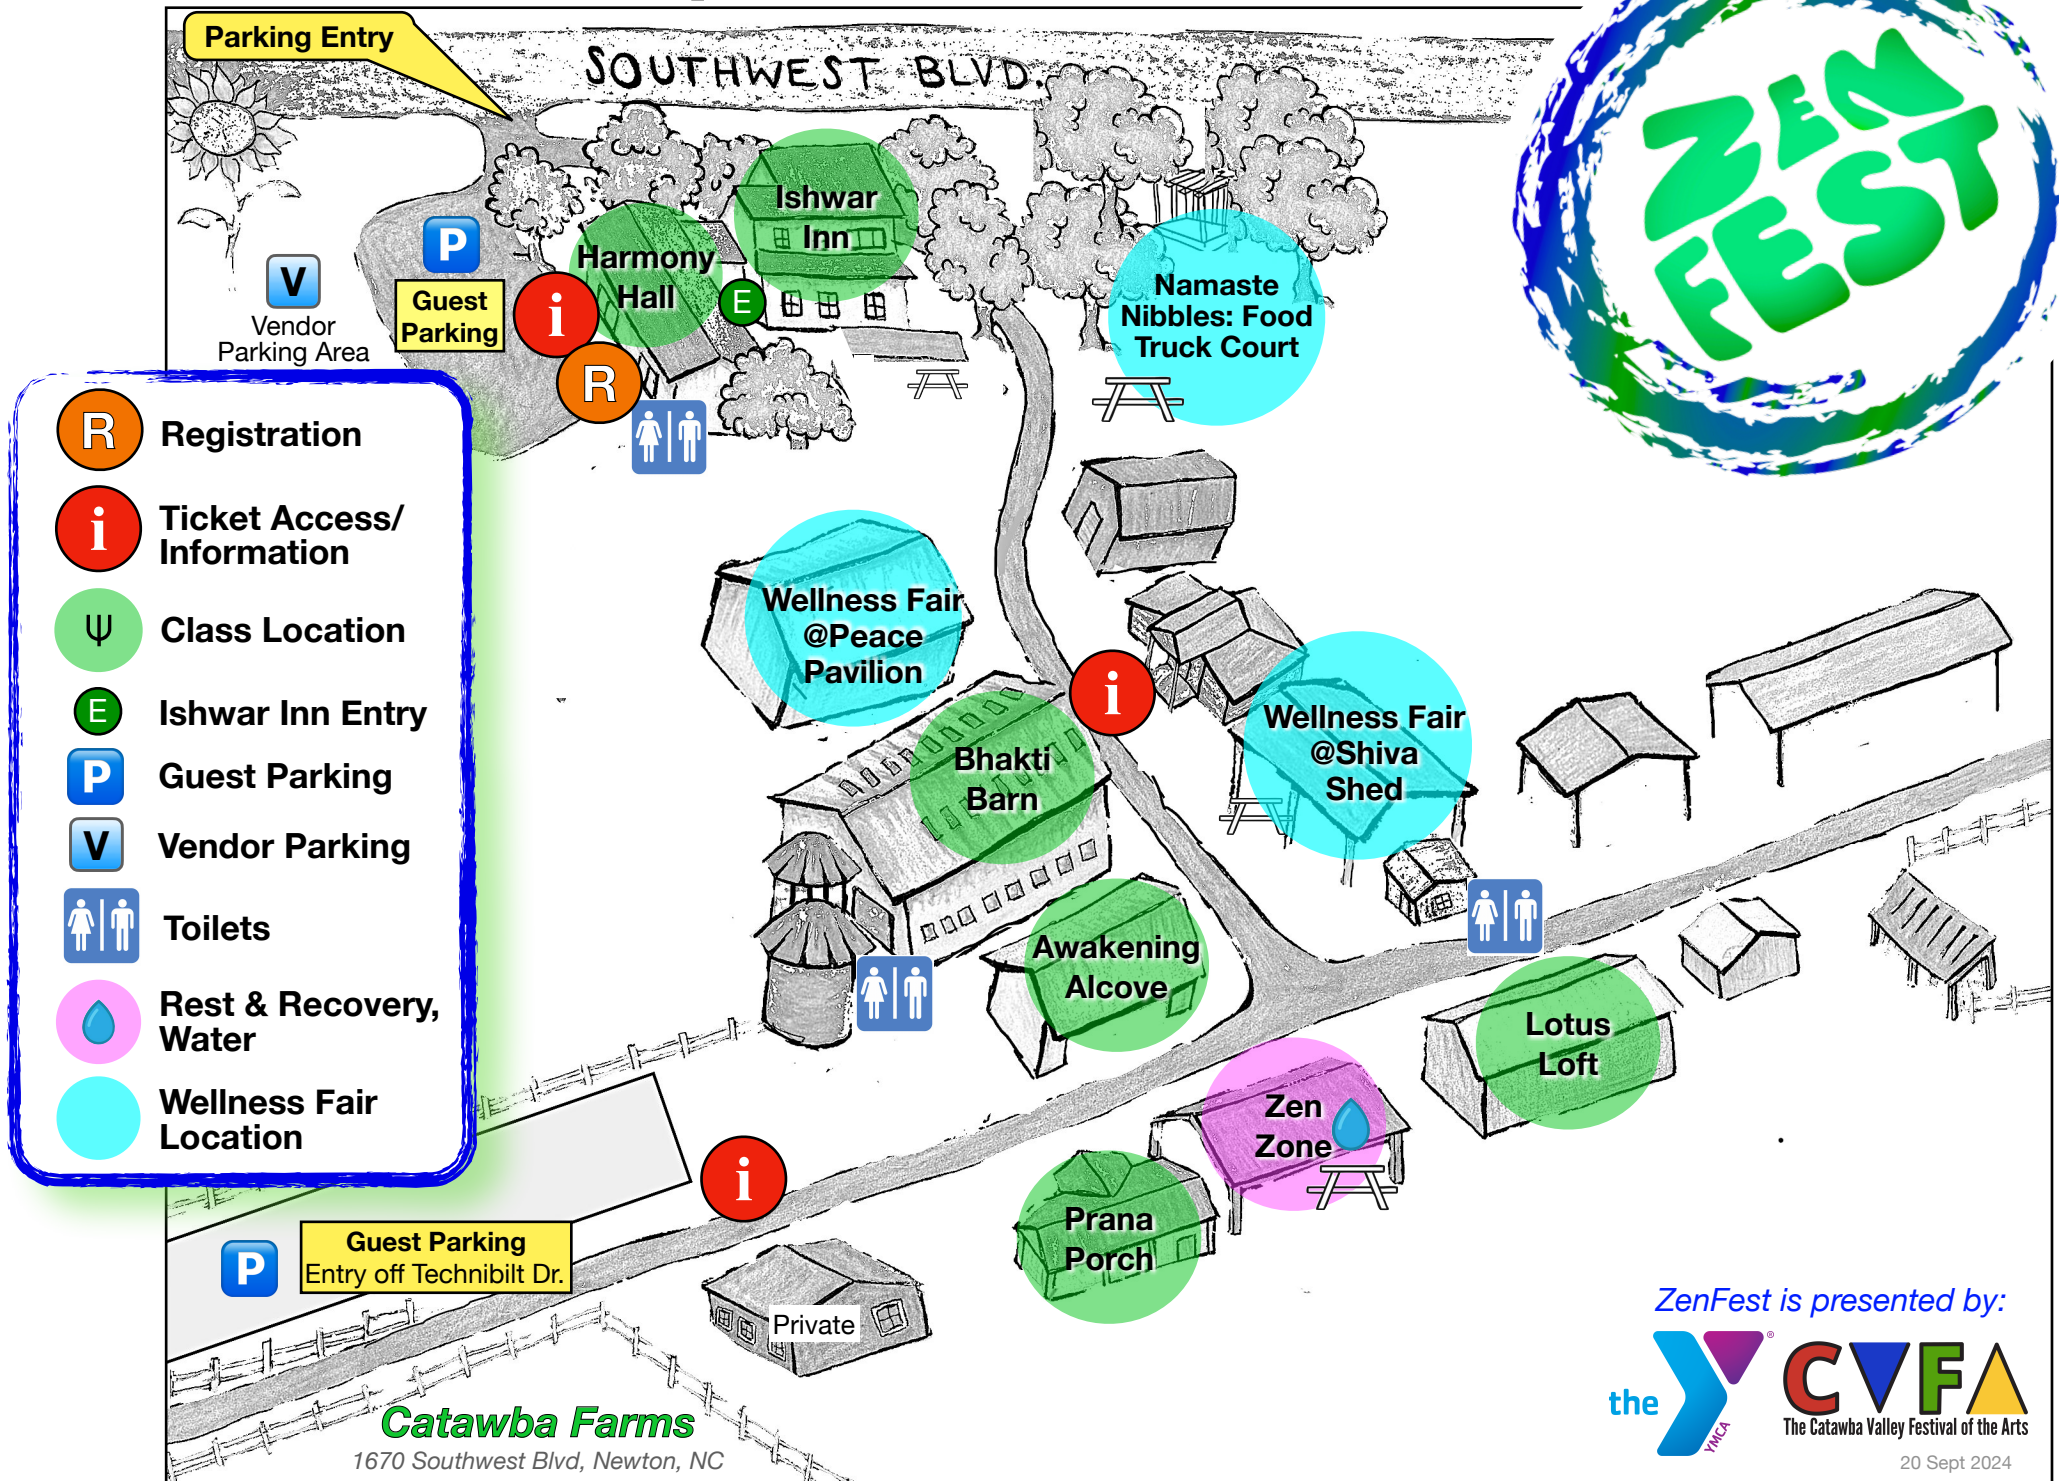 Parking Entry
SOUTHWEST BLVD.
ZEN
FEST
Ishwar
Inn
Harmony
Hall
E
P
Guest
Parking
i
R
V
Vendor
Parking Area
Namaste
Nibbles: Food
Truck Court
R Registration
i Ticket Access/
Information
Ψ Class Location
E Ishwar Inn Entry
P Guest Parking
V Vendor Parking
Toilets
Rest & Recovery,
Water
Wellness Fair
Location
Wellness Fair
@Peace
Pavilion
i
Wellness Fair
@Shiva
Shed
Bhakti
Barn
Awakening
Alcove
Lotus
Loft
Zen
Zone
Prana
Porch
i
P
Guest Parking
Entry off Technibilt Dr.
Private
Catawba Farms
1670 Southwest Blvd, Newton, NC
ZenFest is presented by:
the Y ®
YMCA
CVFA
The Catawba Valley Festival of the Arts
20 Sept 2024